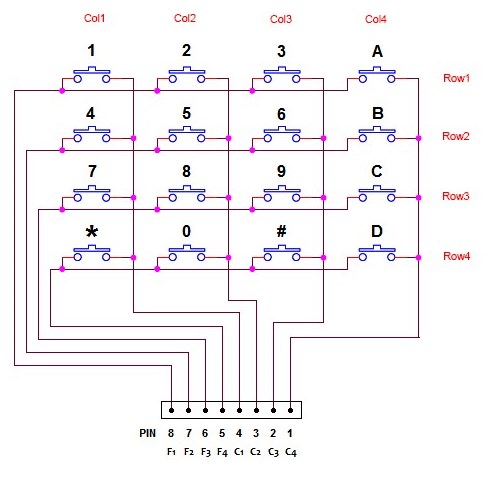 Col1 Col2 Col3 Col4
1 2 3 A
Row1
4 5 6 B
Row2
7 8 9 C
Row3
* 0 # D
Row4
PIN 8 7 6 5 4 3 2 1
F1 F2 F3 F4 C1 C2 C3 C4